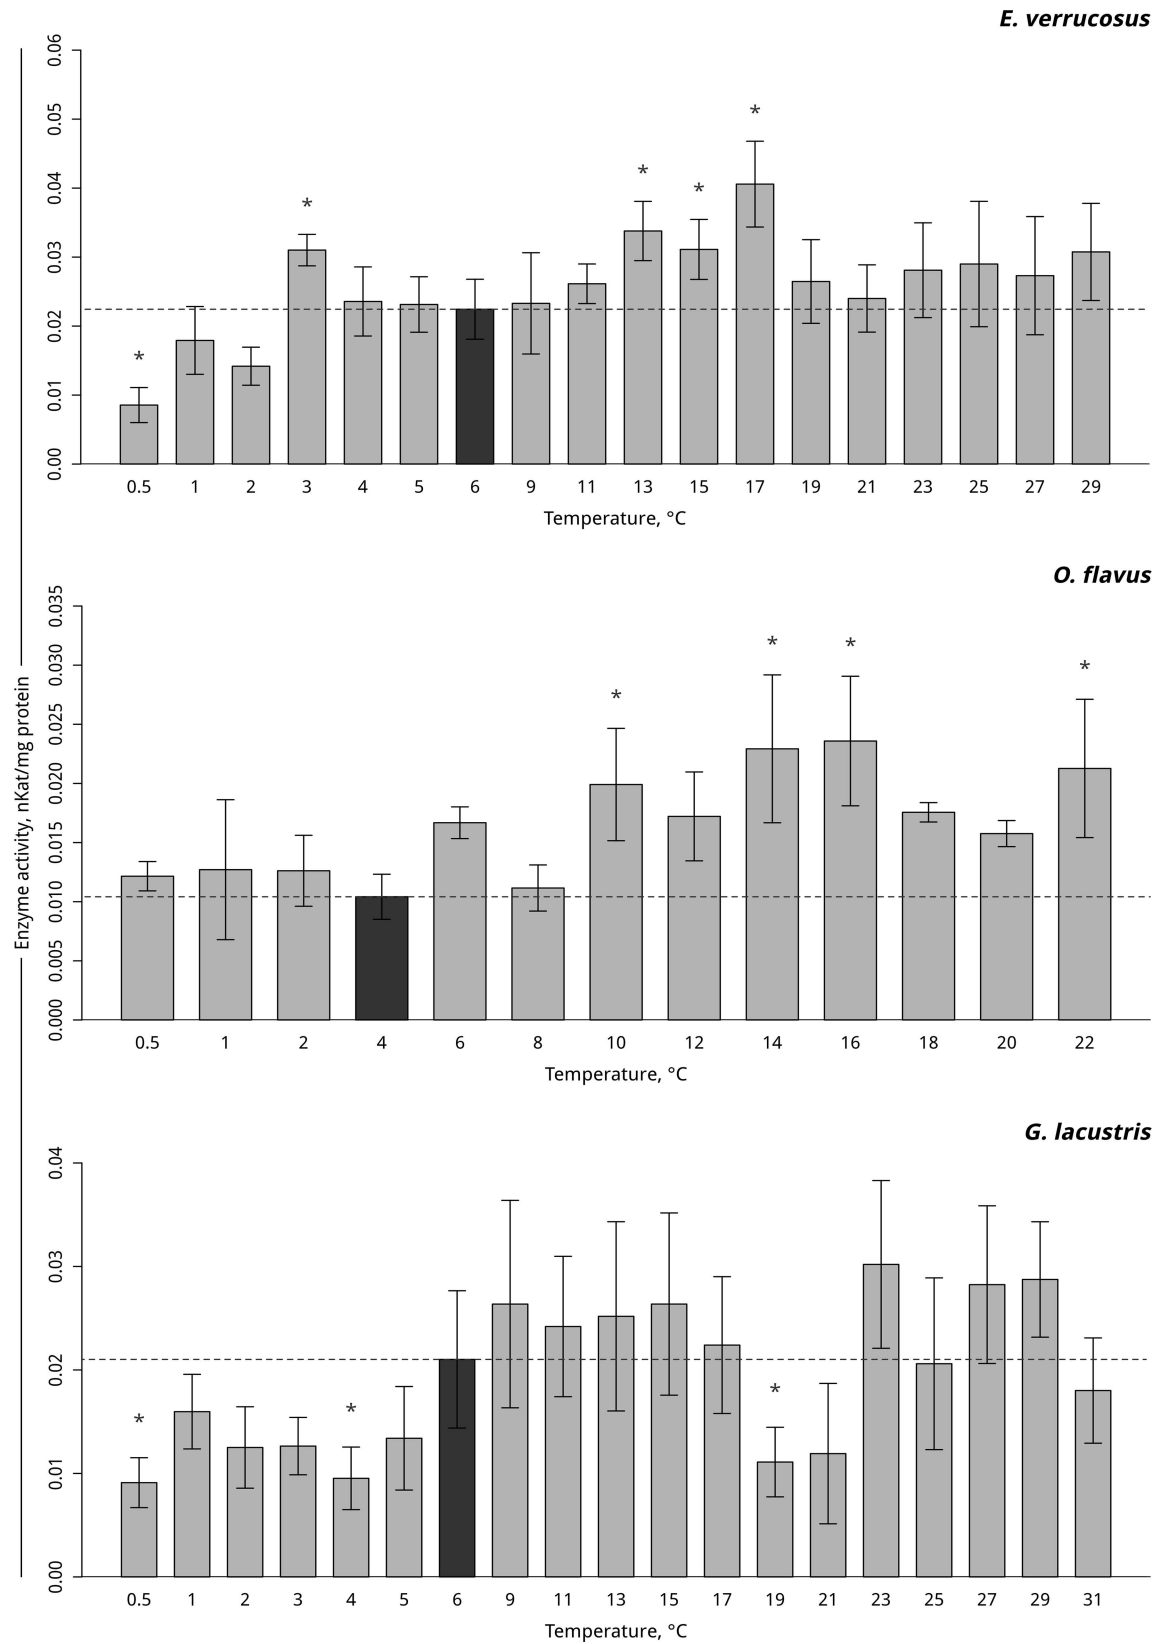 E. verrucosus
0.06
0.05
0.04
0.03
0.02
0.01
0.00
* * * * *
0.5 1 2 3 4 5 6 9 11 13 15 17 19 21 23 25 27 29
Temperature, °C
Enzyme activity, nKat/mg protein
O. flavus
0.035
0.030
0.025
0.020
0.015
0.010
0.005
0.000
* * * *
0.5 1 2 4 6 8 10 12 14 16 18 20 22
Temperature, °C
G. lacustris
0.04
0.03
0.02
0.01
0.00
* * *
0.5 1 2 3 4 5 6 9 11 13 15 17 19 21 23 25 27 29 31
Temperature, °C